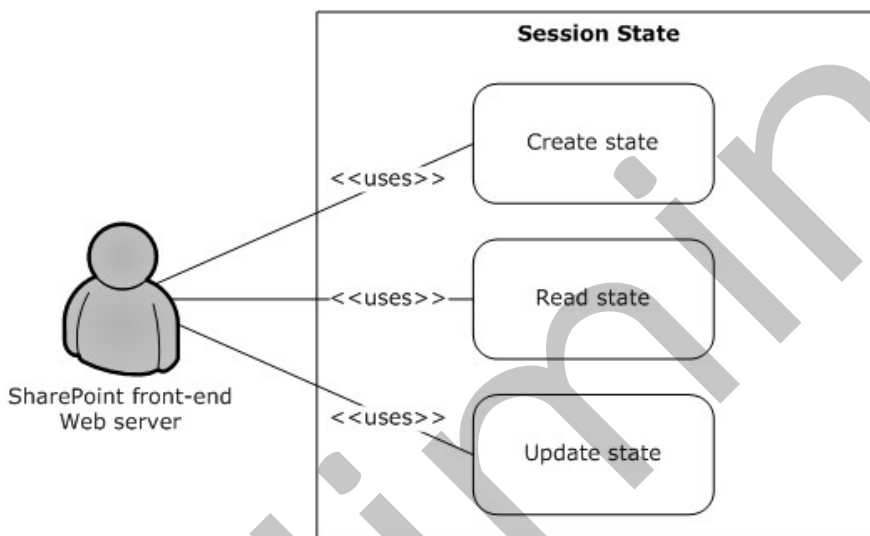 Session State
Create state
<<uses>>
Read state
<<uses>>
SharePoint front-end
Web server
<<uses>>
Update state